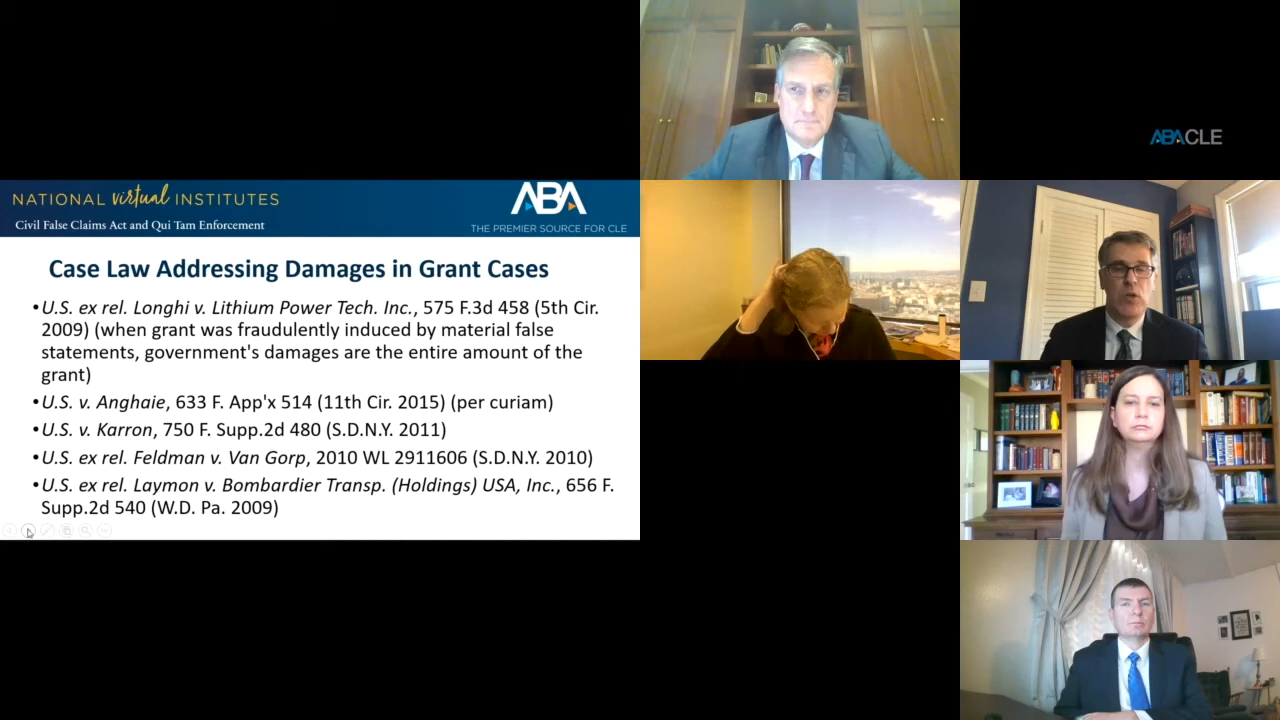 ABACLE
NATIONAL virtual INSTITUTES
Civil False Claims Act and Qui Tam Enforcement
ABA
THE PREMIER SOURCE FOR CLE
Case Law Addressing Damages in Grant Cases
•U.S. ex rel. Longhi v. Lithium Power Tech. Inc., 575 F.3d 458 (5th Cir.
2009) (when grant was fraudulently induced by material false
statements, government's damages are the entire amount of the
grant)
•U.S. v. Anghaie, 633 F. App'x 514 (11th Cir. 2015) (per curiam)
•U.S. v. Karron, 750 F. Supp.2d 480 (S.D.N.Y. 2011)
•U.S. ex rel. Feldman v. Van Gorp, 2010 WL 2911606 (S.D.N.Y. 2010)
•U.S. ex rel. Laymon v. Bombardier Transp. (Holdings) USA, Inc., 656 F.
Supp.2d 540 (W.D. Pa. 2009)